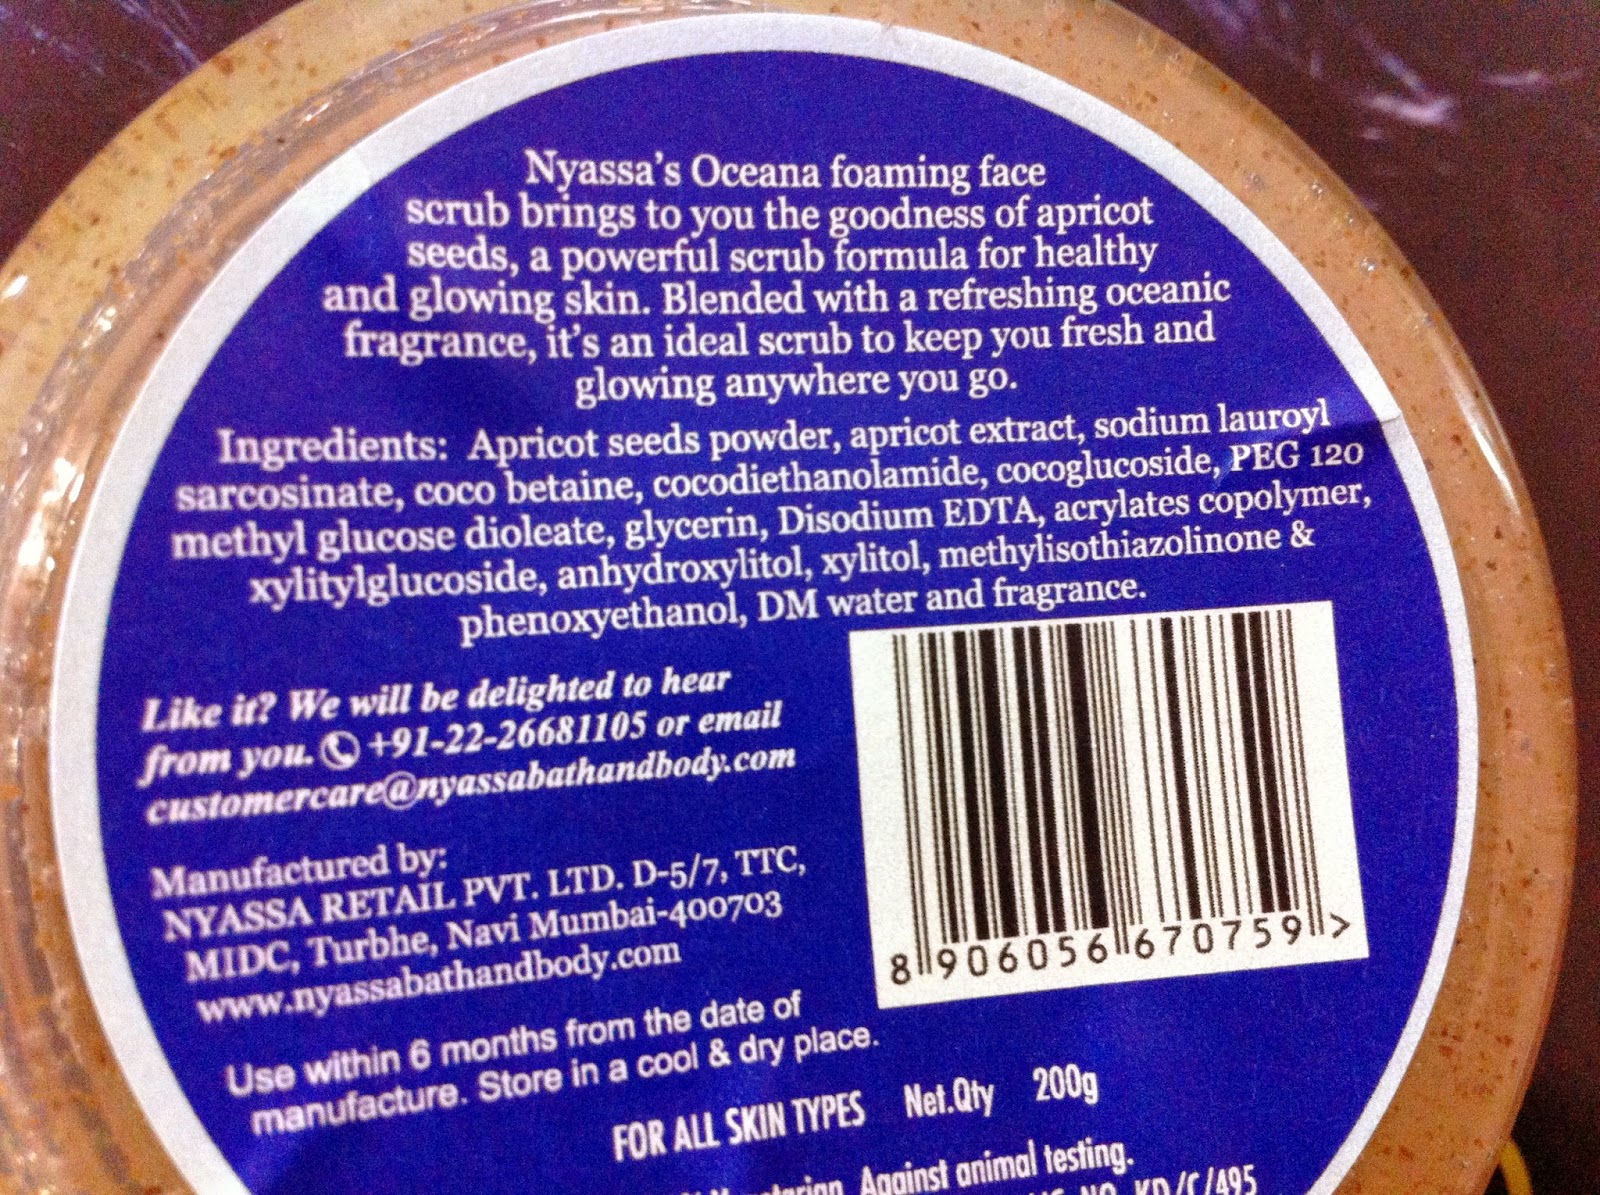 Nyassa's Oceana foaming face
scrub brings to you the goodness of apricot
seeds, a powerful scrub formula for healthy
and glowing skin. Blended with a refreshing oceanic
fragrance, it's an ideal scrub to keep you fresh and
glowing anywhere you go.
Ingredients: Apricot seeds powder, apricot extract, sodium lauroyl
sarcosinate, coco betaine, cocodiethanolamide, cocoglucoside, PEG 120
methyl glucose dioleate, glycerin, Disodium EDTA, acrylates copolymer,
xylitylglucoside, anhydroxylitol, xylitol, methylisothiazolinone &
phenoxyethanol, DM water and fragrance.
Like it? We will be delighted to hear
from you. +91-22-26681105 or email
customercare@nyassabathandbody.com
Manufactured by:
NYASSA RETAIL PVT. LTD. D-5/7, TTC,
MIDC, Turbhe, Navi Mumbai-400703
www.nyassabathandbody.com
8 906056 670759 >
Use within 6 months from the date of
manufacture. Store in a cool & dry place.
FOR ALL SKIN TYPES Net.Qty 200g
Against animal testing.
NO. KD/C/495